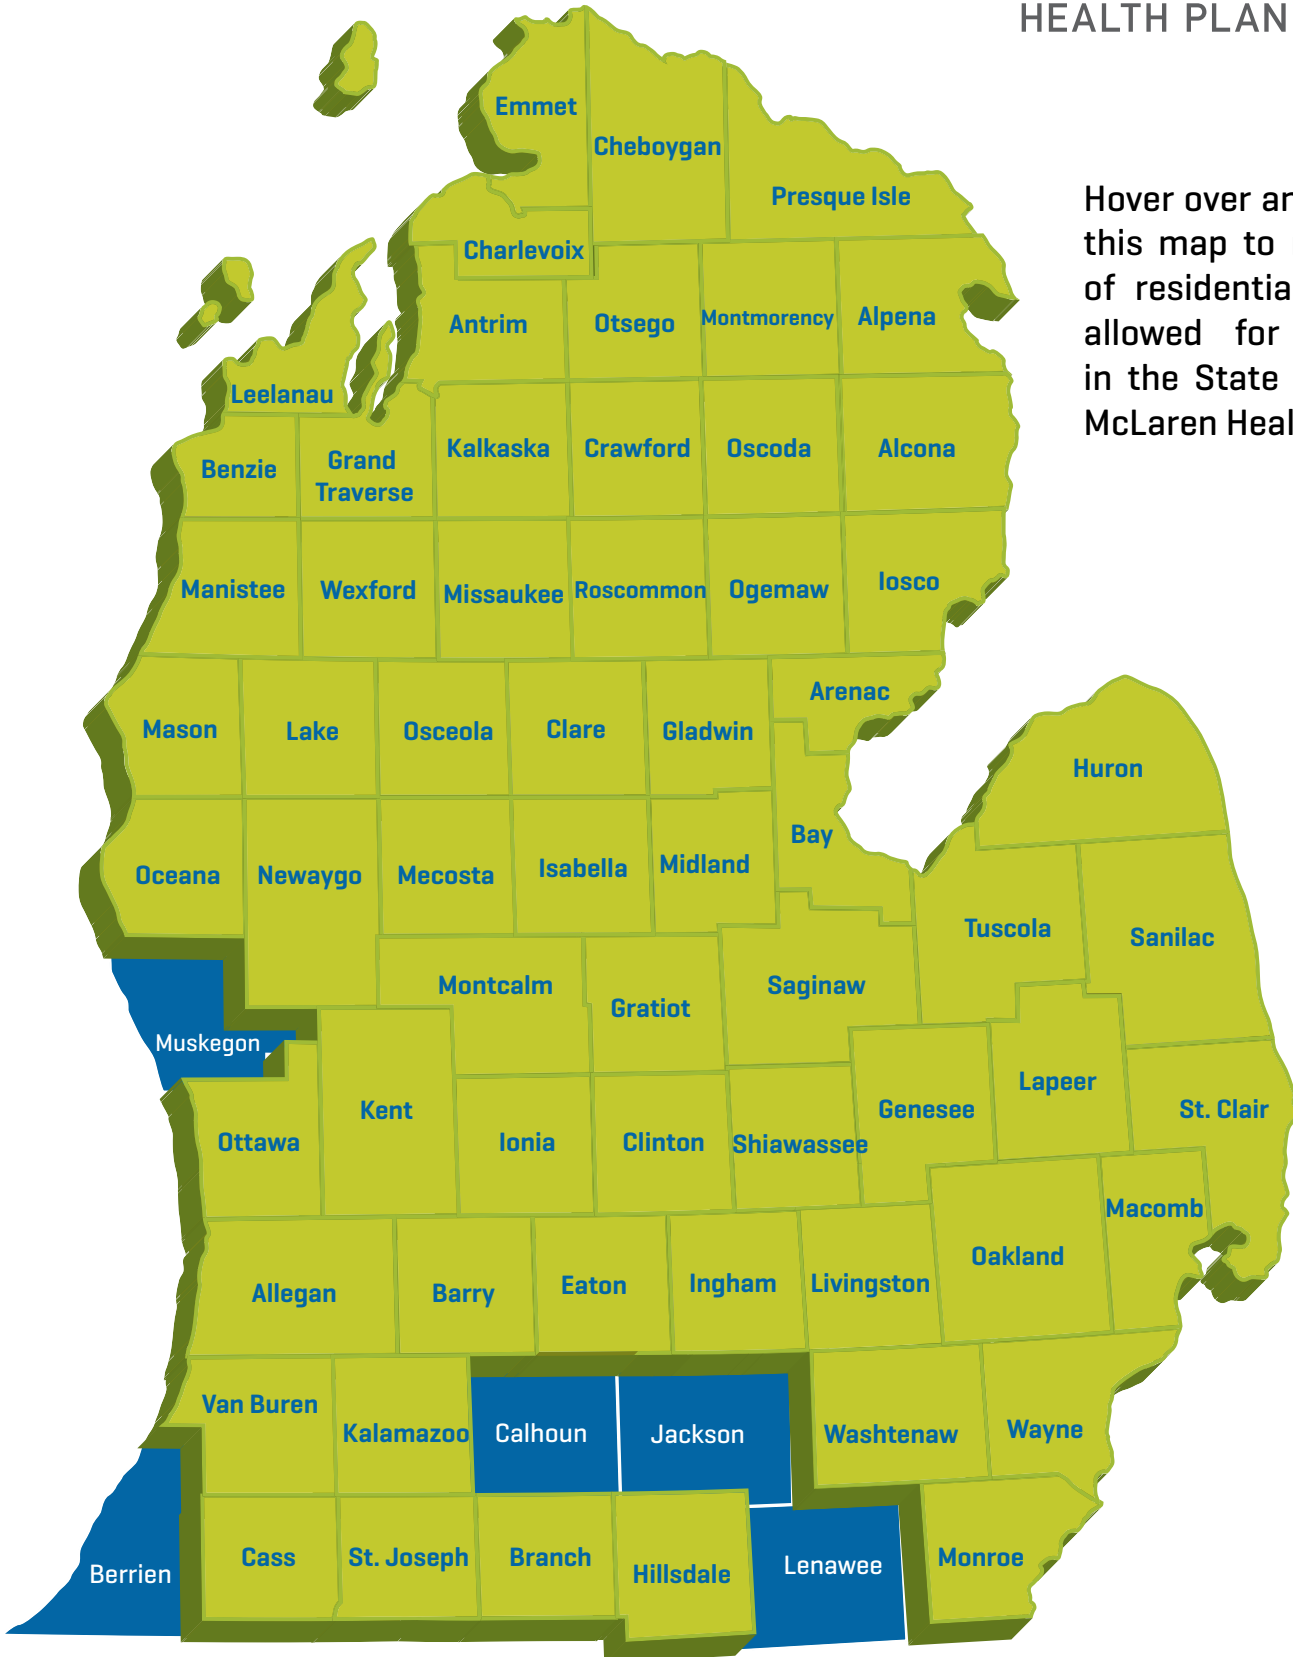 HEALTH PLAN
Emmet
Cheboygan
Presque Isle
Hover over an
this map to
of residentia
allowed for
in the State
McLaren Heal
Charlevoix
Antrim
Otsego
Montmorency
Alpena
Leelanau
Benzie
Grand
Traverse
Kalkaska
Crawford
Oscoda
Alcona
Manistee
Wexford
Missaukee
Roscommon
Ogemaw
Iosco
Mason
Lake
Osceola
Clare
Gladwin
Arenac
Huron
Oceana
Newaygo
Mecosta
Isabella
Midland
Bay
Tuscola
Sanilac
Montcalm
Gratiot
Saginaw
Muskegon
Kent
Ottawa
Ionia
Clinton
Shiawassee
Genesee
Lapeer
St. Clair
Macomb
Allegan
Barry
Eaton
Ingham
Livingston
Oakland
Van Buren
Kalamazoo
Calhoun
Jackson
Washtenaw
Wayne
Berrien
Cass
St. Joseph
Branch
Hillsdale
Lenawee
Monroe